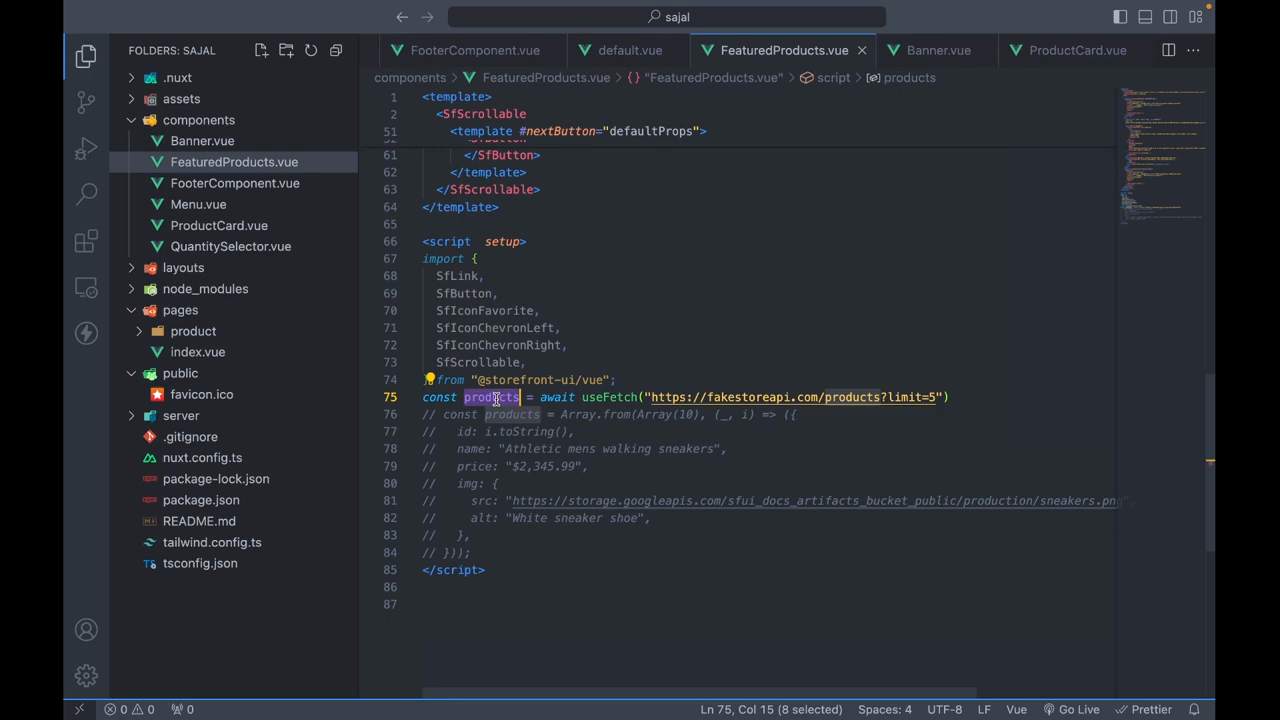 sajal
FOLDERS: SAJAL
.nuxt
assets
components
Banner.vue
FeaturedProducts.vue
FooterComponent.vue
Menu.vue
ProductCard.vue
QuantitySelector.vue
layouts
node_modules
pages
product
index.vue
public
favicon.ico
server
.gitignore
nuxt.config.ts
package-lock.json
package.json
README.md
tailwind.config.ts
tsconfig.json
FooterComponent.vue
default.vue
FeaturedProducts.vue
Banner.vue
ProductCard.vue
components > FeaturedProducts.vue > {} "FeaturedProducts.vue" > script > products
1 <template>
2 <SfScrollable
51 <template #nextButton="defaultProps">
61 </SfButton>
62 </template>
63 </SfScrollable>
64 </template>
65
66 <script setup>
67 import {
68 SfLink,
69 SfButton,
70 SfIconFavorite,
71 SfIconChevronLeft,
72 SfIconChevronRight,
73 SfScrollable,
74 } from "@storefront-ui/vue";
75 const products = await useFetch("https://fakestoreapi.com/products?limit=5")
76 // const products = Array.from(Array(10), (_, i) => ({
77 // id: i.toString(),
78 // name: "Athletic mens walking sneakers",
79 // price: "$2,345.99",
80 // img: {
81 // src: "https://storage.googleapis.com/sfui_docs_artifacts_bucket_public/production/sneakers.png",
82 // alt: "White sneaker shoe",
83 // },
84 // }));
85 </script>
86
87
0 0 0 Ln 75, Col 15 (8 selected) Spaces: 4 UTF-8 LF Vue Go Live Prettier